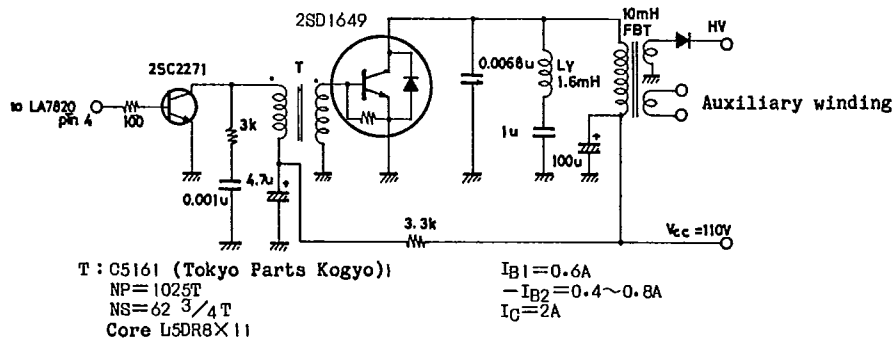 2SD1649
10mH
FBT
HV
2SC2271
T
0.0068u
LY
1.6mH
to LA7820
pin 4
100
3k
Auxiliary winding
1u
100u
4.7u
0.001u
3.3k
Vcc=110V
T : C5161 (Tokyo Parts Kogyo)
NP=1025T
NS=62 3/4T
Core L5DR8×11
IB1=0.6A
−IB2=0.4~0.8A
IC=2A